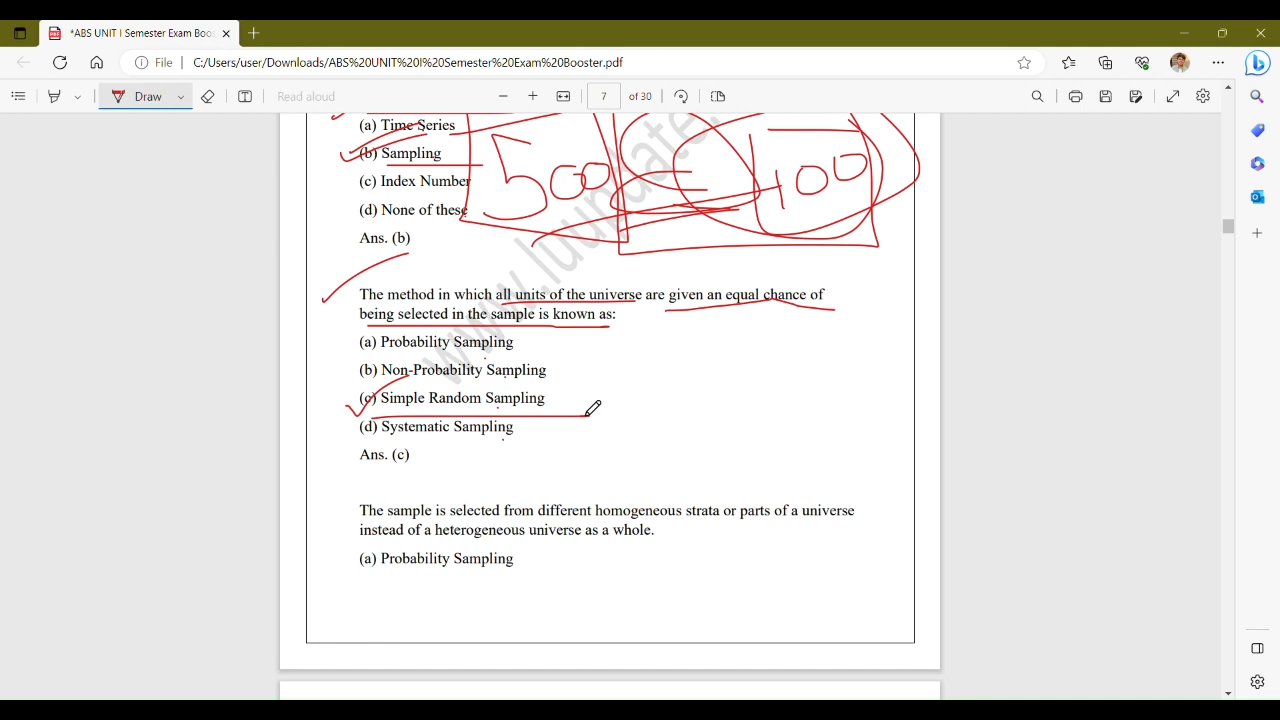 *ABS UNIT I Semester Exam Boo
File
C:/Users/user/Downloads/ABS%20UNIT%20I%20Semester%20Exam%20Booster.pdf
Draw
Read aloud
7
of 30
(a) Time Series
(b) Sampling
(c) Index Number
(d) None of these
Ans. (b)
500
100
The method in which all units of the universe are given an equal chance of
being selected in the sample is known as:
(a) Probability Sampling
(b) Non-Probability Sampling
(c) Simple Random Sampling
(d) Systematic Sampling
Ans. (c)
The sample is selected from different homogeneous strata or parts of a universe
instead of a heterogeneous universe as a whole.
(a) Probability Sampling